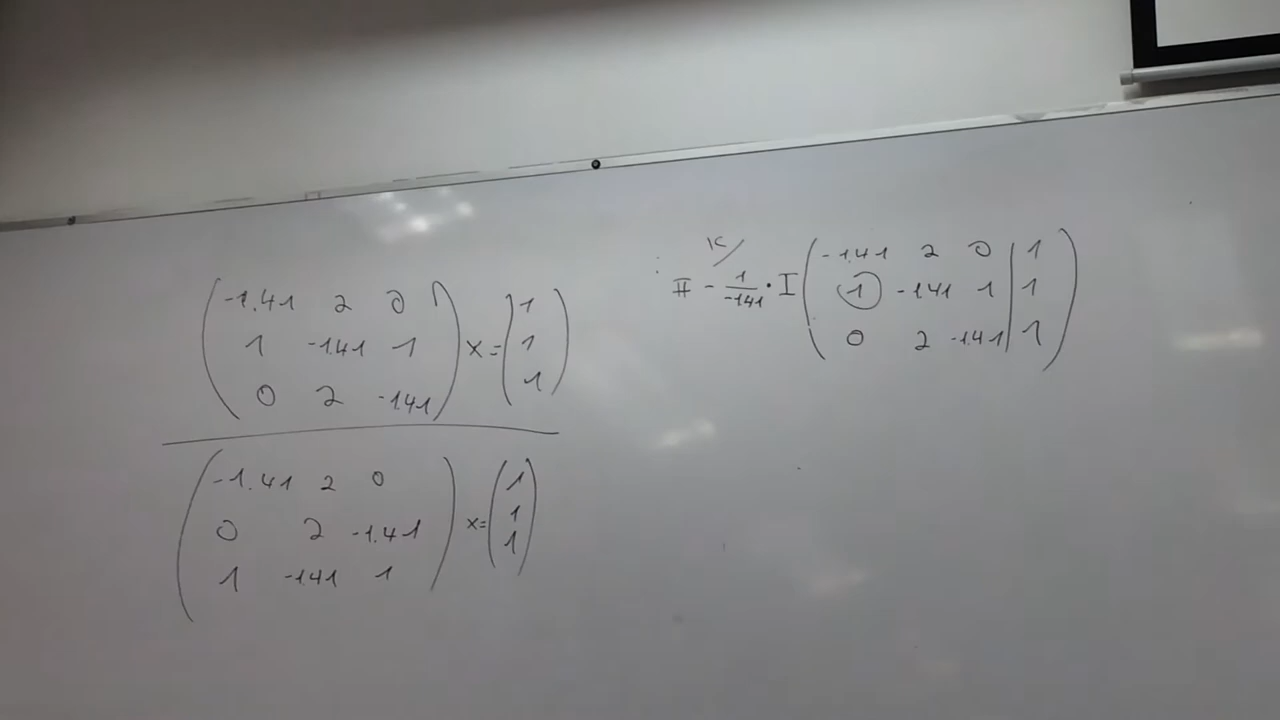 -1.41 2 0
1 -1.41 1
0 2 -1.41
x =
1
1
1
-1.41 2 0
0 2 -1.41
1 -1.41 1
x =
1
1
1
II - 1/-1.41 · I
-1.41 2 0 | 1
1 -1.41 1 | 1
0 2 -1.41 | 1